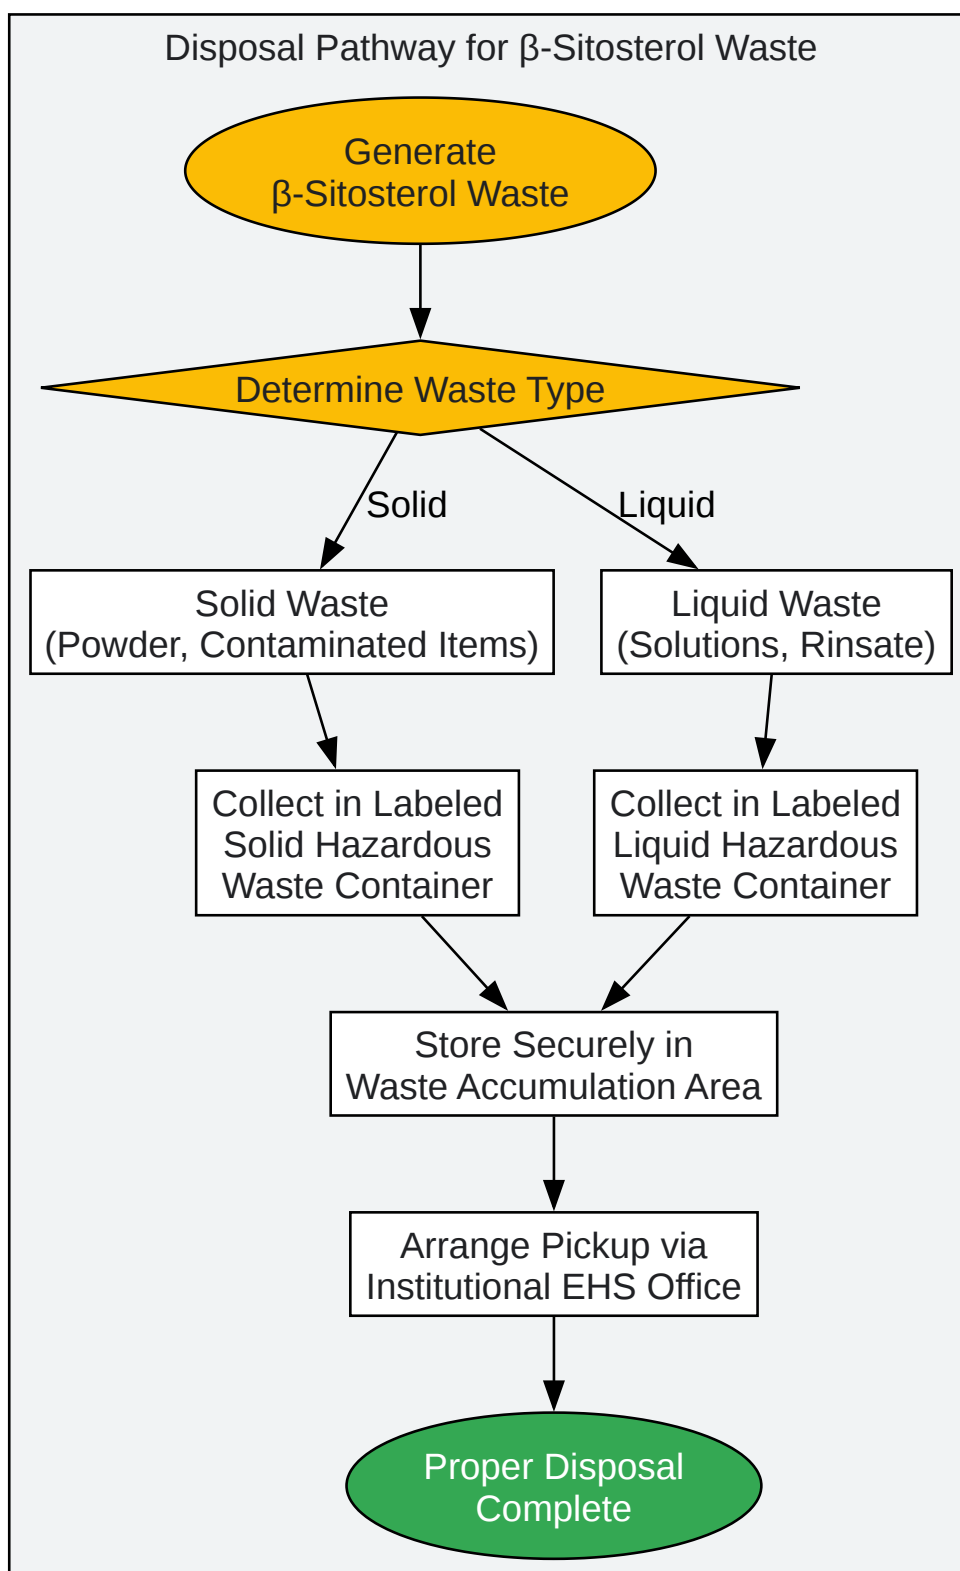 Disposal Pathway for β-Sitosterol Waste
Generate
β-Sitosterol Waste
Determine Waste Type
Solid
Liquid
Solid Waste
(Powder, Contaminated Items)
Liquid Waste
(Solutions, Rinsate)
Collect in Labeled
Solid Hazardous
Waste Container
Collect in Labeled
Liquid Hazardous
Waste Container
Store Securely in
Waste Accumulation Area
Arrange Pickup via
Institutional EHS Office
Proper Disposal
Complete